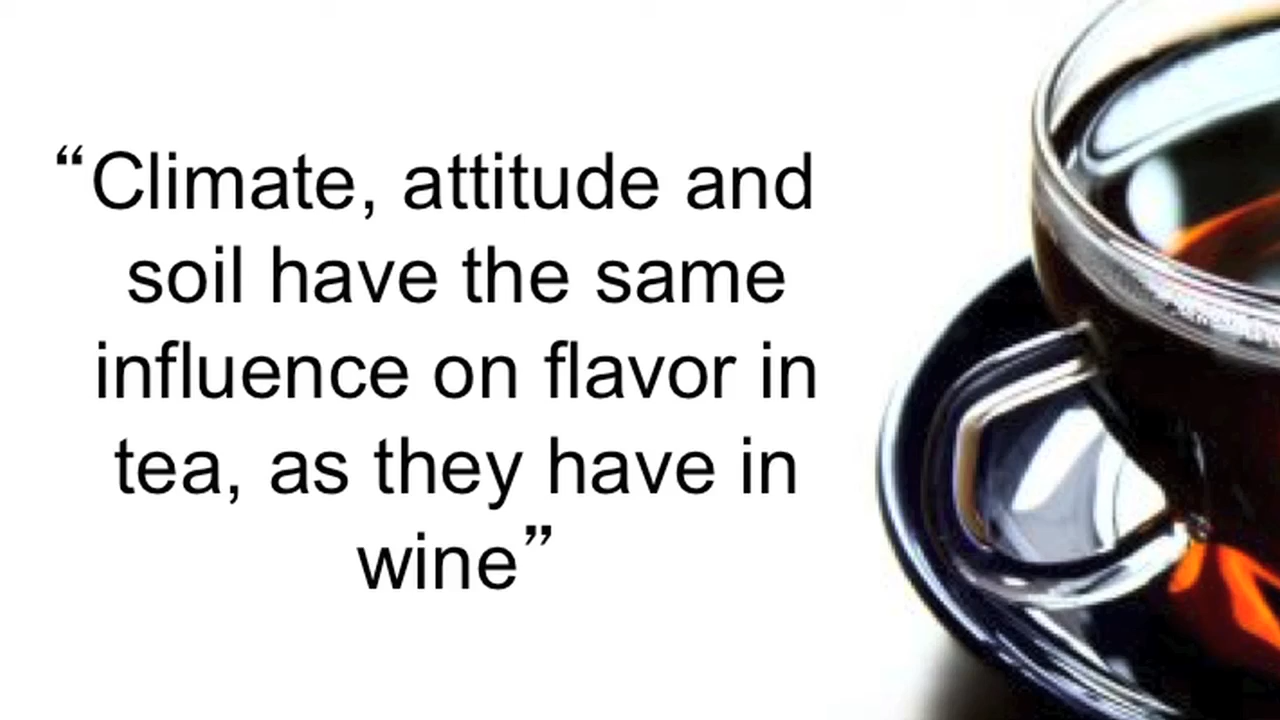 “Climate, attitude and
soil have the same
influence on flavor in
tea, as they have in
wine”